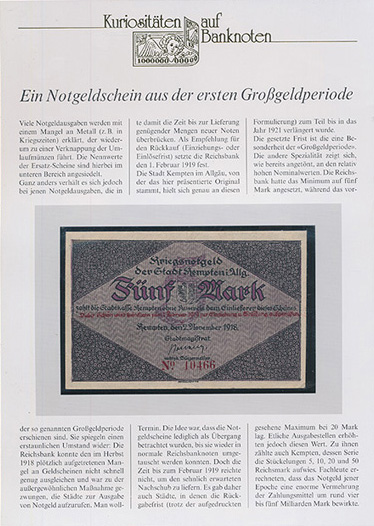 Kuriositäten auf
Banknoten
Ein Notgeldschein aus der ersten Großgeldperiode
Viele Notgeldausgaben werden mit
einem Mangel an Metall (z. B. in
Kriegszeiten) erklärt, der wieder-
um zu einer Verknappung der Um-
laufmünzen führt. Die Nennwerte
der Ersatz-Scheine sind hierbei im
unteren Bereich angesiedelt.
Ganz anders verhält es sich jedoch
bei jenen Notgeldausgaben, die in
te damit die Zeit bis zur Lieferung
genügender Mengen neuer Noten
überbrücken. Als Empfehlung für
den Rückkauf (Einziehungs- oder
Einlösefrist) setzte die Reichsbank
den 1. Februar 1919 fest.
Die Stadt Kempten im Allgäu, von
der das hier präsentierte Original
stammt, hielt sich genau an diesen
Formulierung) zum Teil bis in das
Jahr 1921 verlängert wurde.
Die gesetzte Frist ist die eine Be-
sonderheit der «Großgeldperiode».
Die andere Spezialität zeigt sich,
wie bereits angetönt, an den relativ
hohen Nominalwerten. Die Reichs-
bank hatte das Minimum auf fünf
Mark angesetzt, während das vor-
Kriegsnotgeld
der Stadt Kempten i. Allg.
Fünf Mark
zahlt die Stadtkasse Kempten ohne Ausweis dem Einlieferer dieses Scheines.
Kempten, den 2. November 1918.
Stadtmagistrat
No 10466
der so genannten Großgeldperiode
erschienen sind. Sie spiegeln einen
erstaunlichen Umstand wider: Die
Reichsbank konnte den im Herbst
1918 plötzlich aufgetretenen Man-
gel an Geldscheinen nicht schnell
genug ausgleichen und war zu der
außergewöhnlichen Maßnahme ge-
zwungen, die Städte zur Ausgabe
von Notgeld aufzurufen. Man woll-
Termin. Die Idee war, dass die Not-
geldscheine lediglich als Übergang
betrachtet wurden, bis sie wieder in
normale Reichsbanknoten umge-
tauscht werden konnten. Doch die
Zeit bis zum Februar 1919 reichte
nicht, um den sehnlich erwarteten
Nachschub zu liefern. Es gab daher
auch Städte, in denen die Rück-
gabefrist (trotz der aufgedruckten
gesehene Maximum bei 20 Mark
lag. Etliche Ausgabestellen erhöh-
ten jedoch diesen Wert. Zu ihnen
zählte auch Kempten, dessen Serie
die Stückelungen 5, 10, 20 und 50
Reichsmark aufwies. Fachleute er-
rechneten, dass das Notgeld jener
Epoche eine enorme Vermehrung
der Zahlungsmittel um rund vier
bis fünf Milliarden Mark bewirkte.